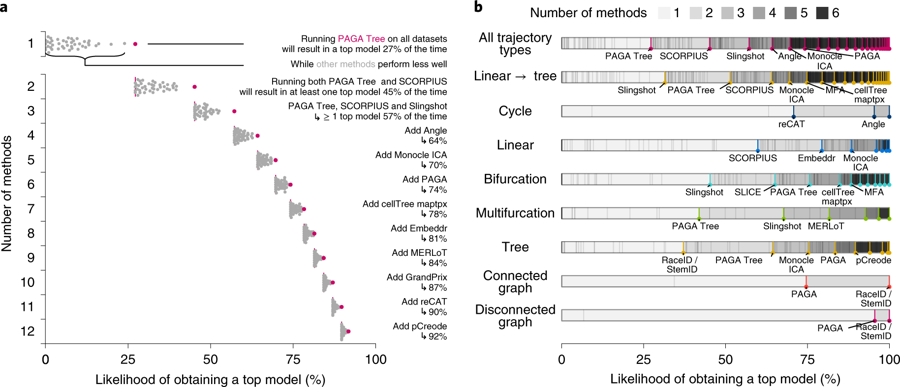 a
Number of methods
1
Running PAGA Tree on all datasets
will result in a top model 27% of the time
While other methods perform less well
2
Running both PAGA Tree and SCORPIUS
will result in at least one top model 45% of the time
3
PAGA Tree, SCORPIUS and Slingshot
↳ ≥ 1 top model 57% of the time
4
Add Angle
↳ 64%
5
Add Monocle ICA
↳ 70%
6
Add PAGA
↳ 74%
7
Add cellTree maptpx
↳ 78%
8
Add Embeddr
↳ 81%
9
Add MERLoT
↳ 84%
10
Add GrandPrix
↳ 87%
11
Add reCAT
↳ 90%
12
Add pCreode
↳ 92%
0 25 50 75 100
Likelihood of obtaining a top model (%)
b
Number of methods 1 2 3 4 5 6
All trajectory
types
PAGA Tree SCORPIUS Slingshot Angle Monocle PAGA
ICA
Linear → tree
Slingshot PAGA Tree SCORPIUS Monocle MFA cellTree
ICA maptpx
Cycle
reCAT Angle
Linear
SCORPIUS Embeddr Monocle
ICA
Bifurcation
Slingshot SLICE PAGA Tree cellTree MFA
maptpx
Multifurcation
PAGA Tree Slingshot MERLoT
Tree
RaceID / PAGA Tree Monocle PAGA pCreode
StemID ICA
Connected
graph
PAGA RaceID /
StemID
Disconnected
graph
PAGA RaceID /
StemID
0 25 50 75 100
Likelihood of obtaining a top model (%)